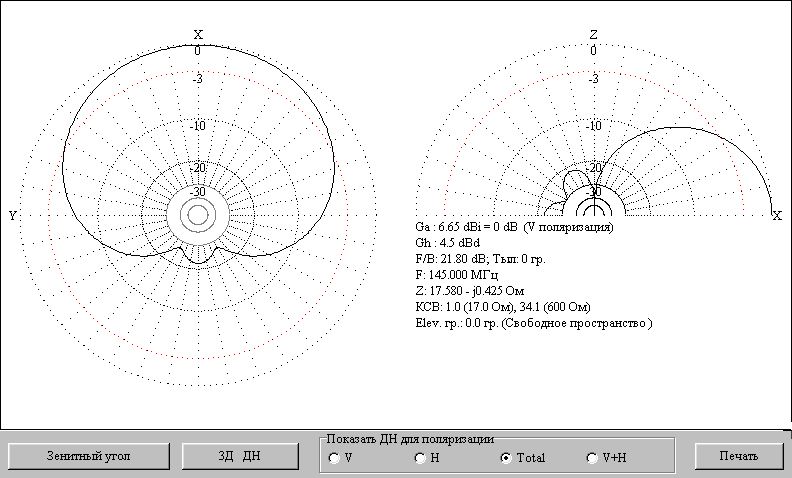 X
0
-3
-10
-20
-30
Y
Z
0
-3
-10
-20
-30
X
Ga : 6.65 dBi = 0 dB (V поляризация)
Gh : 4.5 dBd
F/B: 21.80 dB; Тыл: 0 гр.
F: 145.000 МГц
Z: 17.580 - j0.425 Ом
КСВ: 1.0 (17.0 Ом), 34.1 (600 Ом)
Elev. гр.: 0.0 гр. (Свободное пространство )
Показать ДН для поляризации
Зенитный угол
3Д ДН
V
H
Total
V+H
Печать